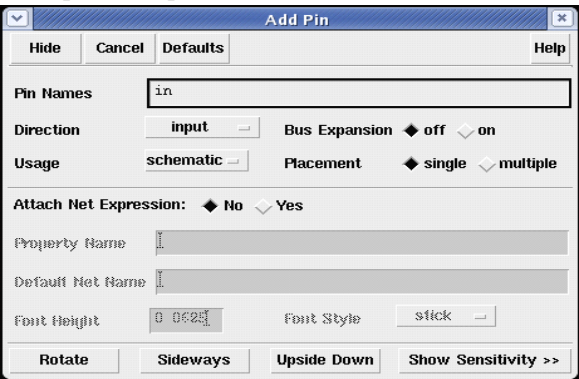 Add Pin
Hide Cancel Defaults Help
Pin Names in
Direction input Bus Expansion off on
Usage schematic Placement single multiple
Attach Net Expression: No Yes
Property Name
Default Net Name
Font Height 0.0625 Font Style stick
Rotate Sideways Upside Down Show Sensitivity >>